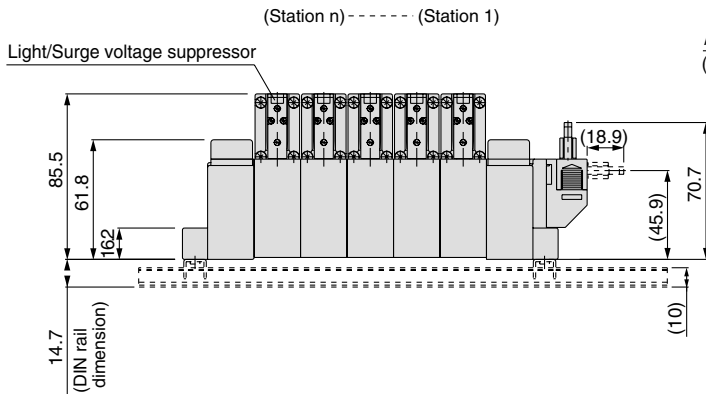 (Station n) (Station 1)
Light/Surge voltage suppressor
(
(18.9)
85.5
61.8
162
(45.9)
70.7
14.7
(DIN rail
dimension)
(10)